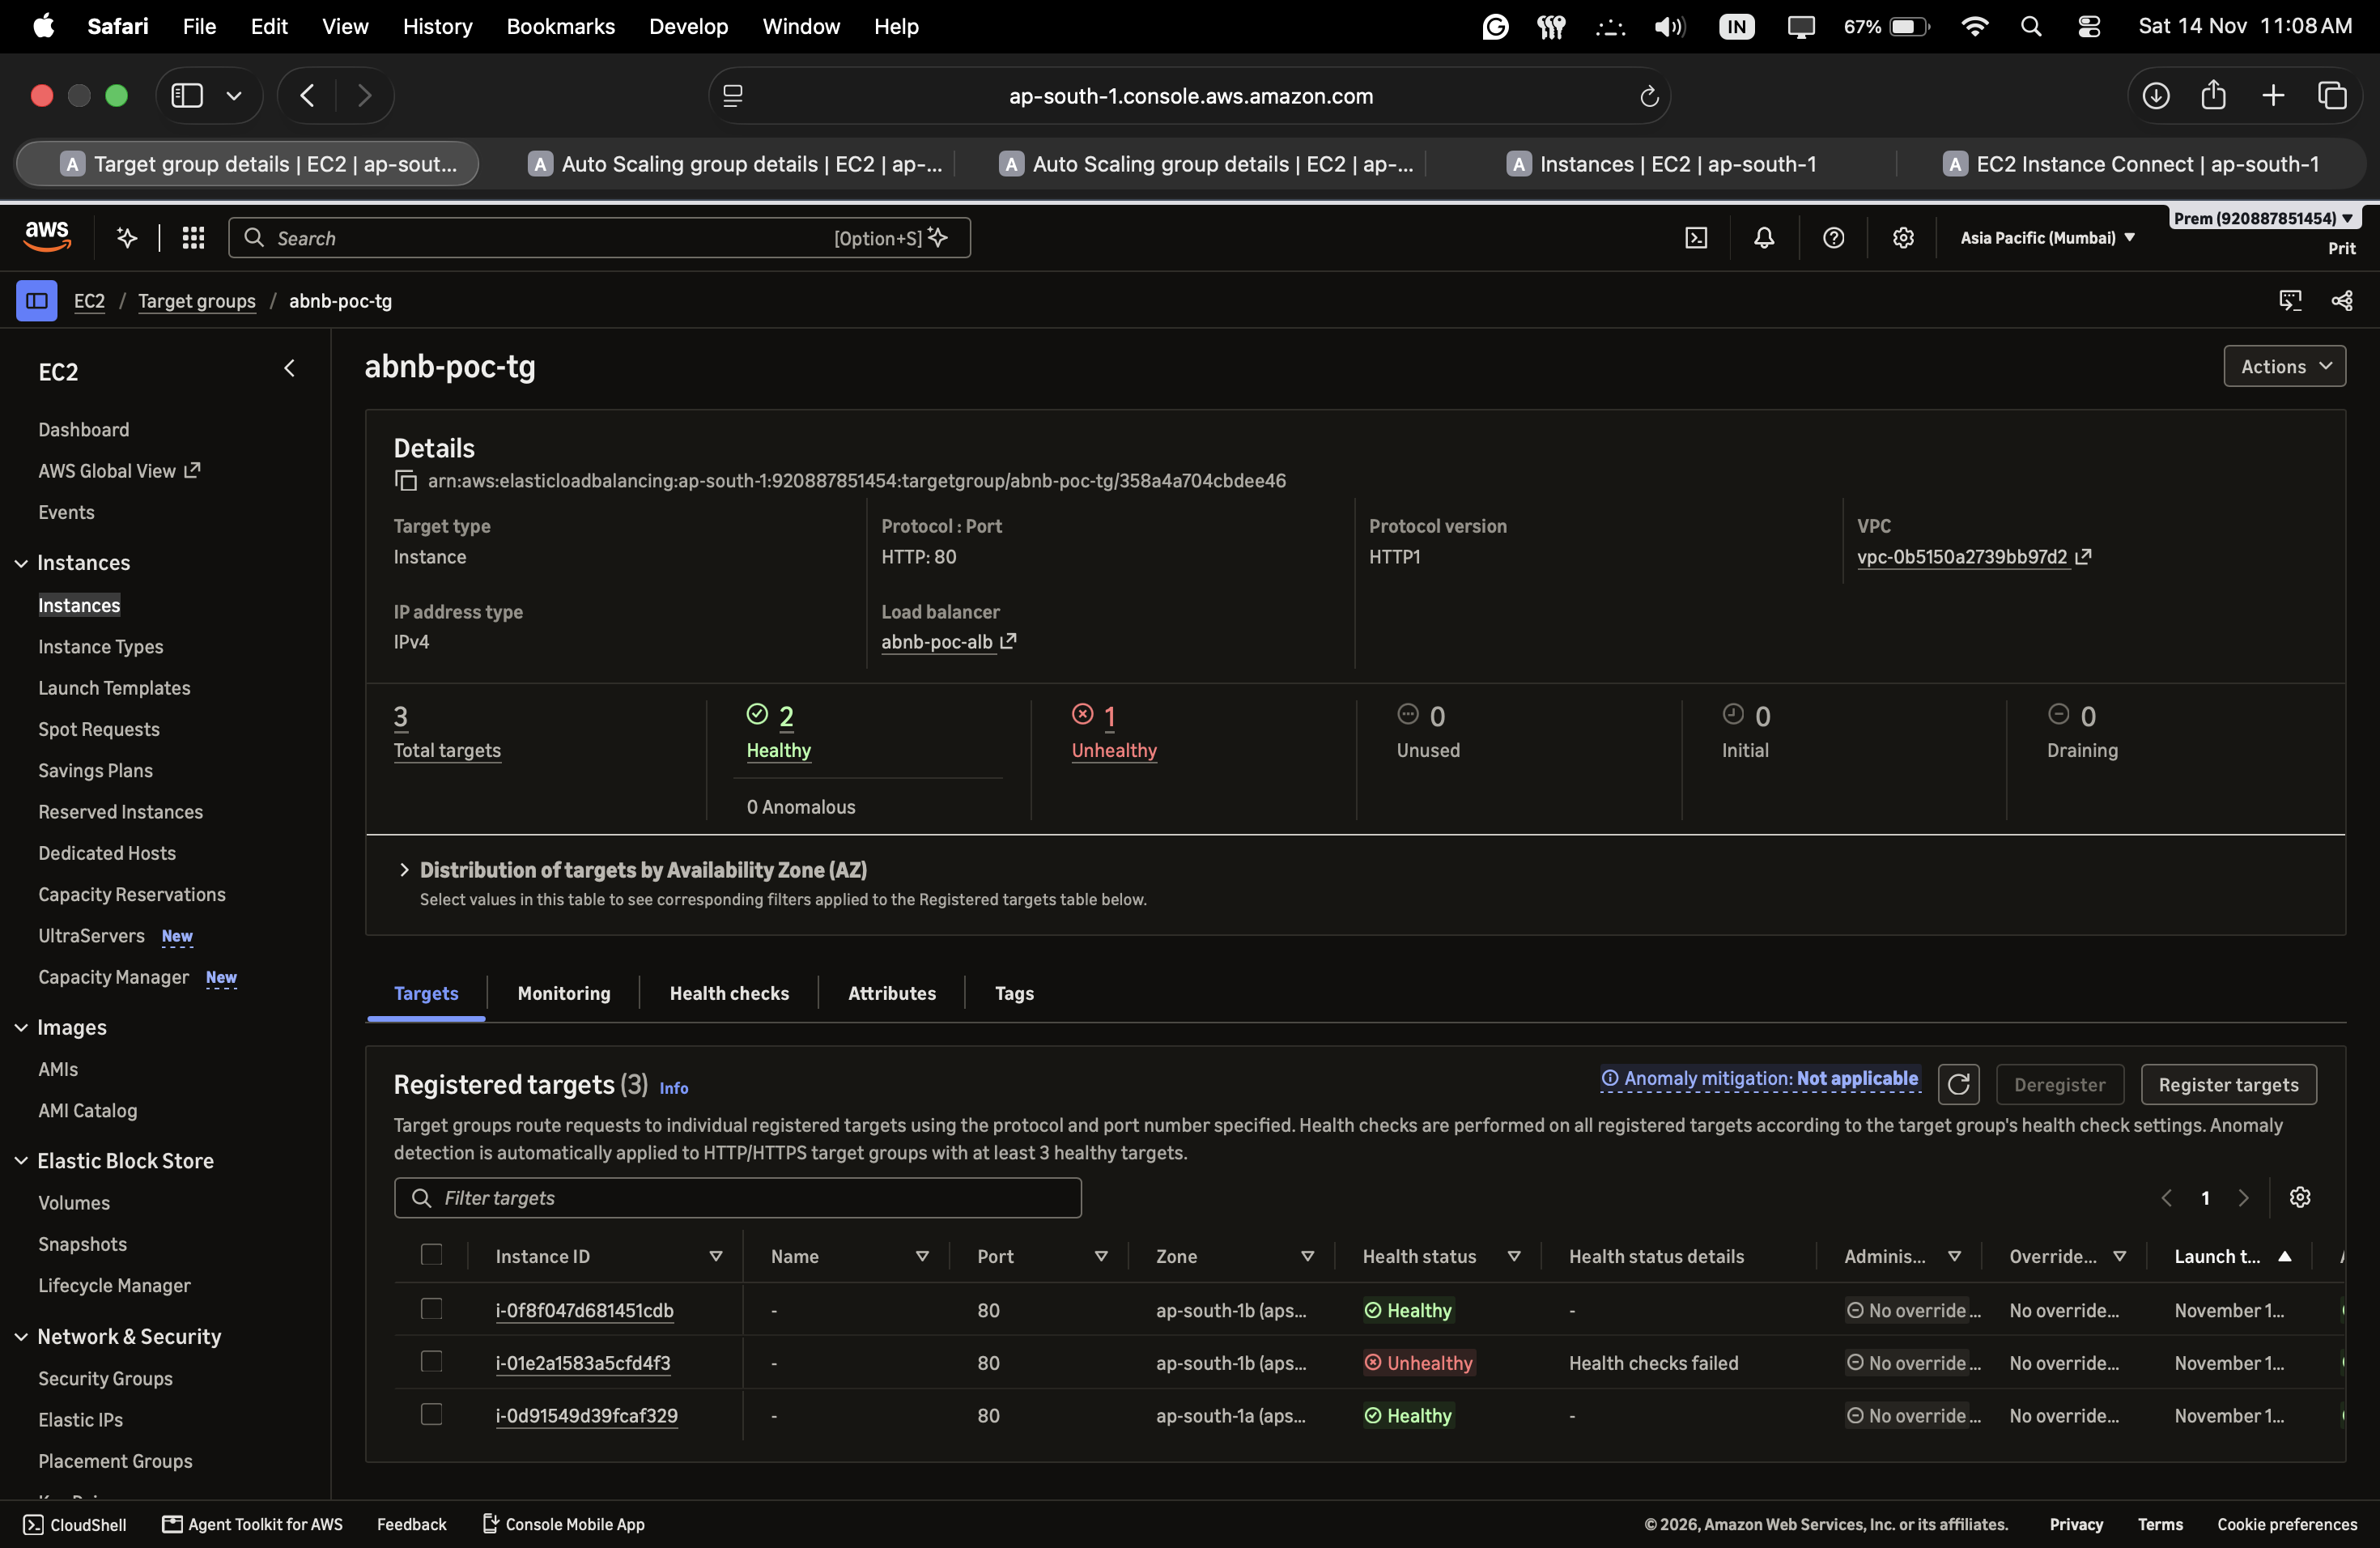 Safari File Edit View History Bookmarks Develop Window Help IN 67% Sat 14 Nov 11:08 AM
ap-south-1.console.aws.amazon.com
A Target group details | EC2 | ap-sout... A Auto Scaling group details | EC2 | ap-... A Auto Scaling group details | EC2 | ap-... A Instances | EC2 | ap-south-1 A EC2 Instance Connect | ap-south-1
aws Search [Option+S] Asia Pacific (Mumbai) Prem (920887851454)
Prit
EC2 / Target groups / abnb-poc-tg
EC2
Dashboard
AWS Global View
Events
Instances
Instances
Instance Types
Launch Templates
Spot Requests
Savings Plans
Reserved Instances
Dedicated Hosts
Capacity Reservations
UltraServers New
Capacity Manager New
Images
AMIs
AMI Catalog
Elastic Block Store
Volumes
Snapshots
Lifecycle Manager
Network & Security
Security Groups
Elastic IPs
Placement Groups
abnb-poc-tg
Actions
Details
arn:aws:elasticloadbalancing:ap-south-1:920887851454:targetgroup/abnb-poc-tg/358a4a704cbdee46
Target type Protocol : Port Protocol version VPC
Instance HTTP: 80 HTTP1 vpc-0b5150a2739bb97d2
IP address type Load balancer
IPv4 abnb-poc-alb
3 2 1 0 0 0
Total targets Healthy Unhealthy Unused Initial Draining
0 Anomalous
Distribution of targets by Availability Zone (AZ)
Select values in this table to see corresponding filters applied to the Registered targets table below.
Targets Monitoring Health checks Attributes Tags
Registered targets (3) Info Anomaly mitigation: Not applicable Deregister Register targets
Target groups route requests to individual registered targets using the protocol and port number specified. Health checks are performed on all registered targets according to the target group's health check settings. Anomaly
detection is automatically applied to HTTP/HTTPS target groups with at least 3 healthy targets.
Filter targets 1
Instance ID Name Port Zone Health status Health status details Adminis... Override... Launch t...
i-0f8f047d681451cdb - 80 ap-south-1b (aps... Healthy - No override... No override... November 1...
i-01e2a1583a5cfd4f3 - 80 ap-south-1b (aps... Unhealthy Health checks failed No override... No override... November 1...
i-0d91549d39fcaf329 - 80 ap-south-1a (aps... Healthy - No override... No override... November 1...
CloudShell Agent Toolkit for AWS Feedback Console Mobile App © 2026, Amazon Web Services, Inc. or its affiliates. Privacy Terms Cookie preferences